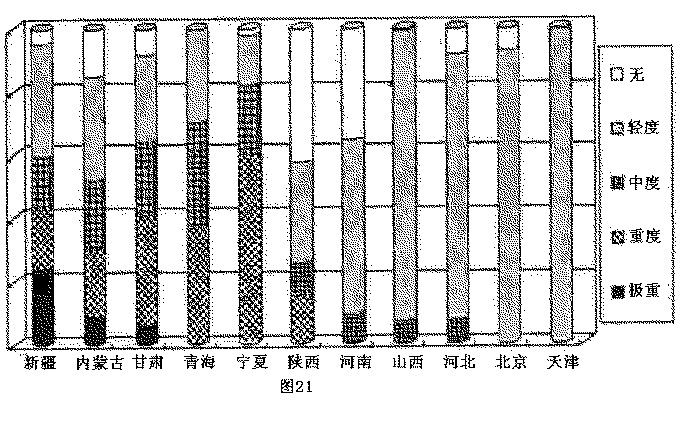 无
轻度
中度
重度
极重
新疆 内蒙古 甘肃 青海 宁夏 陕西 河南 山西 河北 北京 天津
图21